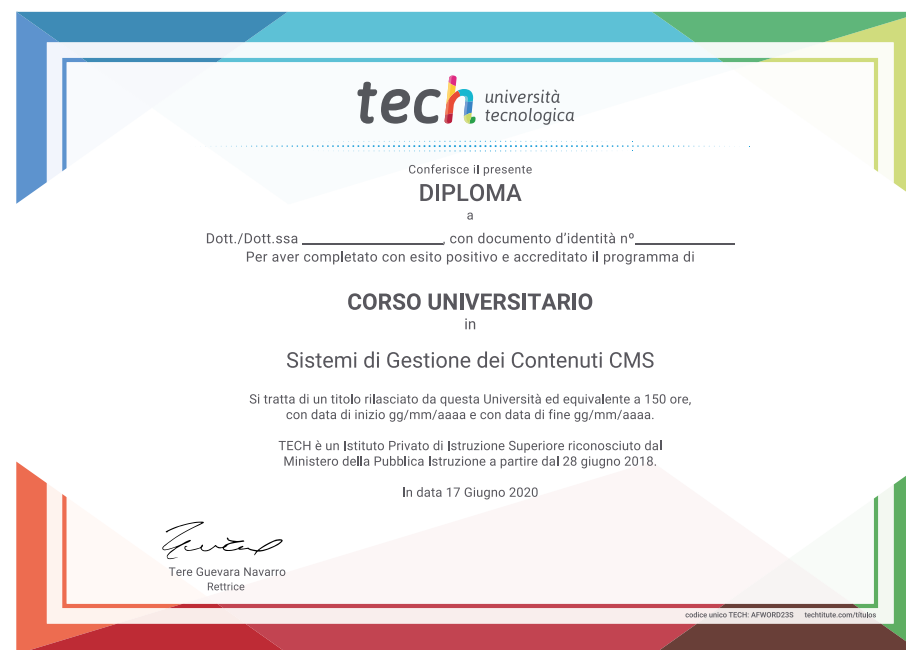 tech università
tecnologica
Conferisce il presente
DIPLOMA
a
Dott./Dott.ssa ____________________, con documento d'identità nº______________
Per aver completato con esito positivo e accreditato il programma di
CORSO UNIVERSITARIO
in
Sistemi di Gestione dei Contenuti CMS
Si tratta di un titolo rilasciato da questa Università ed equivalente a 150 ore,
con data di inizio gg/mm/aaaa e con data di fine gg/mm/aaaa.
TECH è un Istituto Privato di Istruzione Superiore riconosciuto dal
Ministero della Pubblica Istruzione a partire dal 28 giugno 2018.
In data 17 Giugno 2020
Tere Guevara Navarro
Rettrice
codice unico TECH: AFWORD23S techtitute.com/titulos